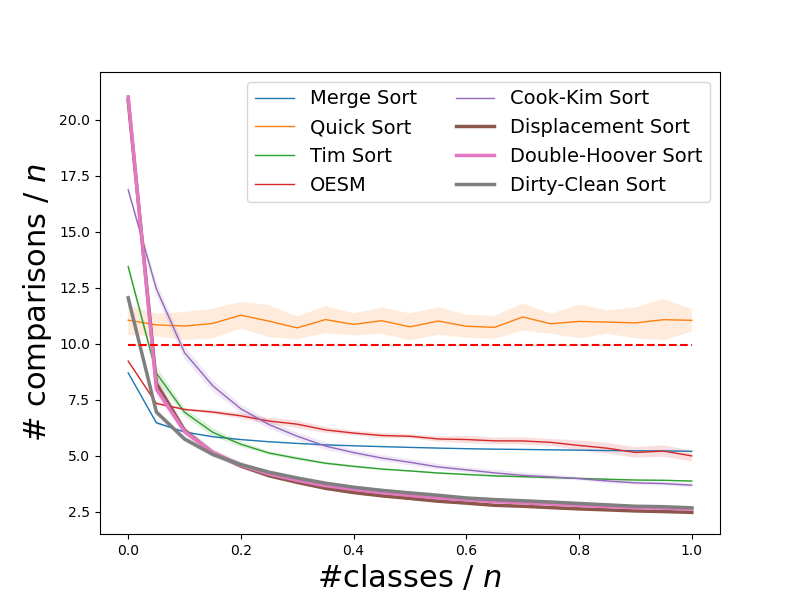 Merge Sort
Quick Sort
Tim Sort
OESM
Cook-Kim Sort
Displacement Sort
Double-Hoover Sort
Dirty-Clean Sort
# comparisons / n
20.0
17.5
15.0
12.5
10.0
7.5
5.0
2.5
0.0 0.2 0.4 0.6 0.8 1.0
#classes / n